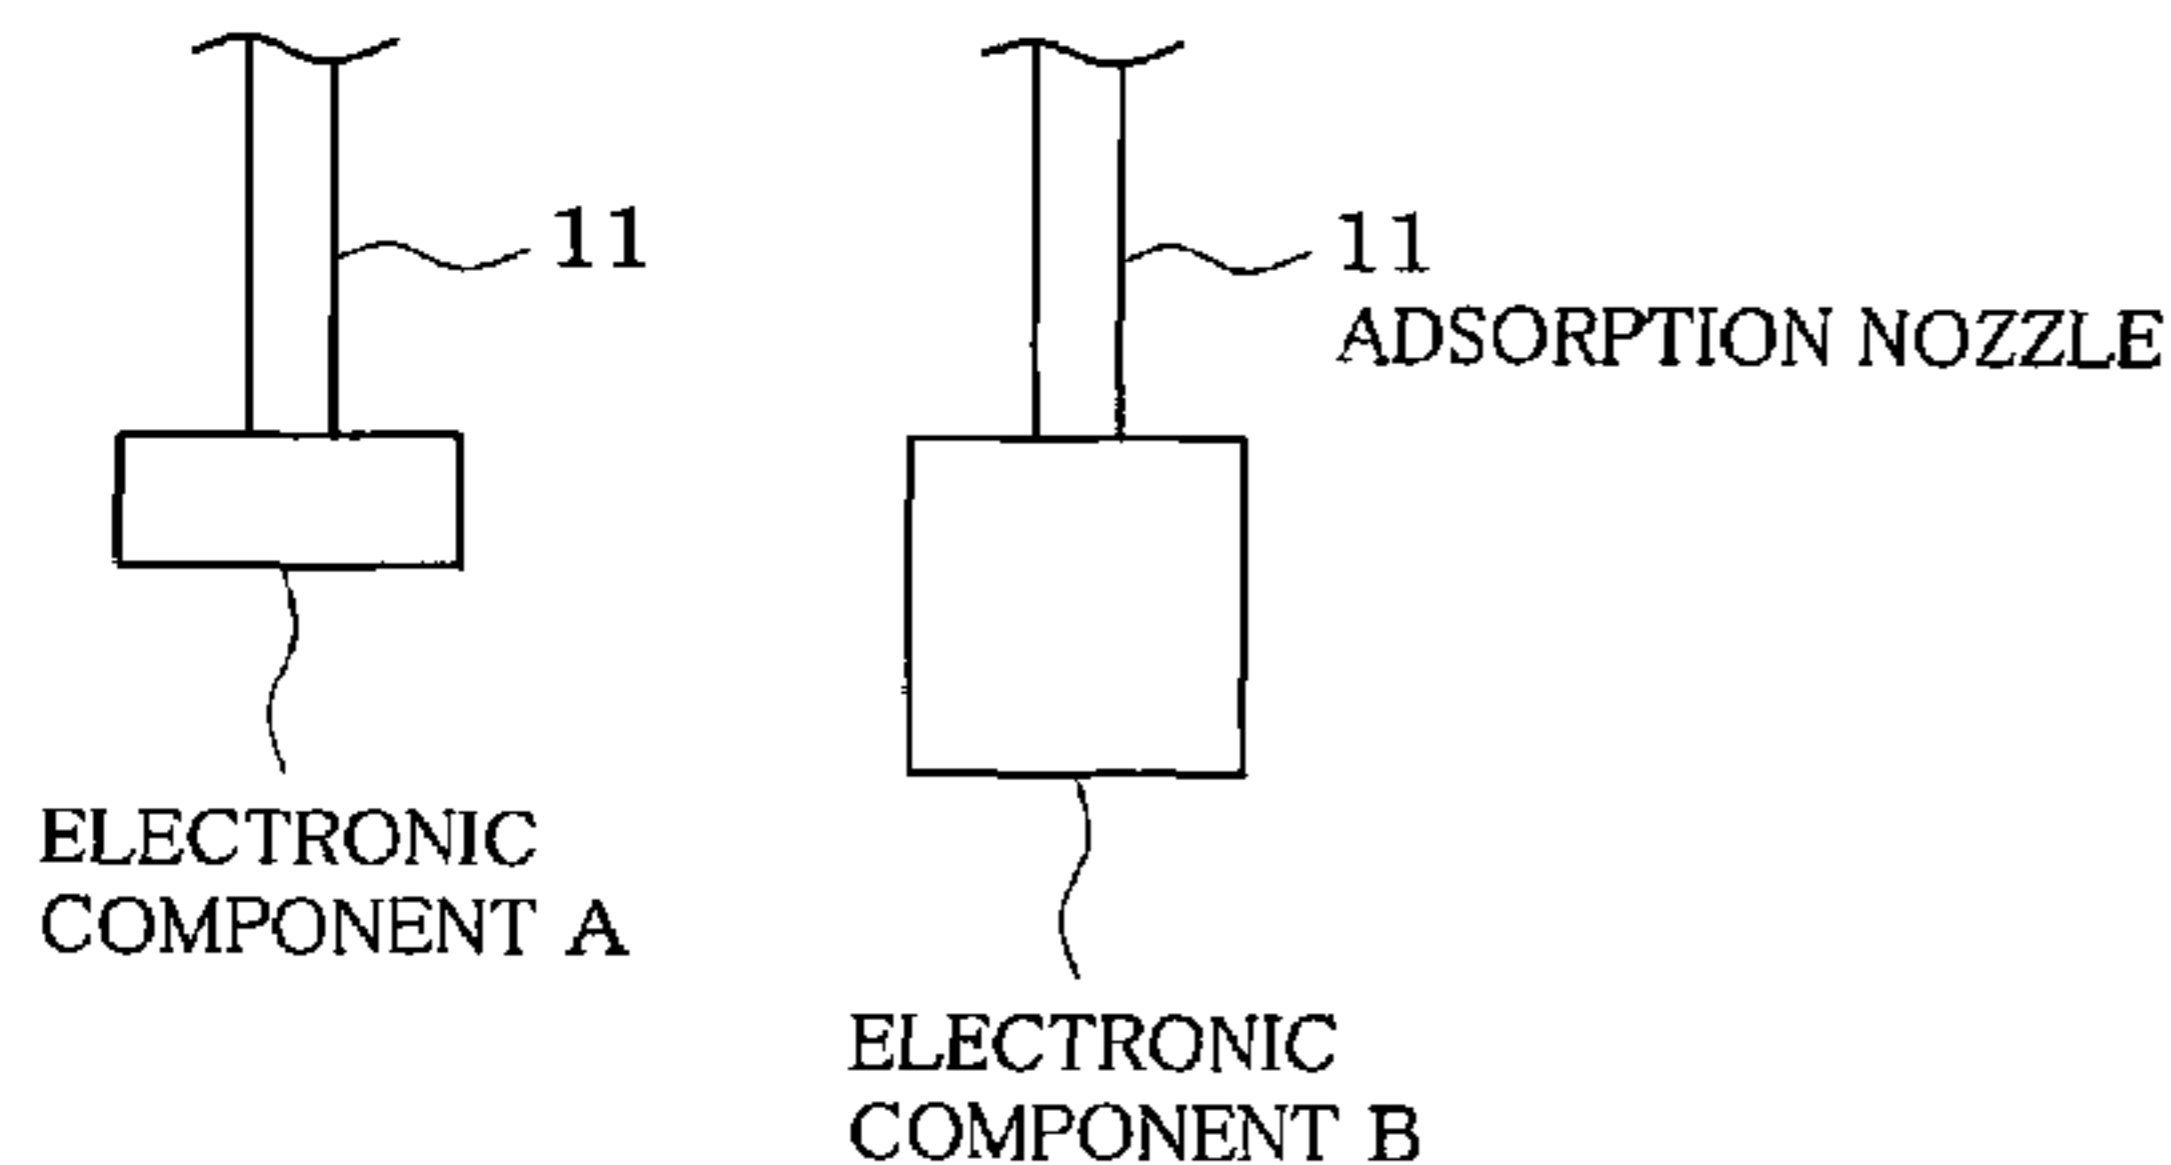 11
11
ADSORPTION NOZZLE
ELECTRONIC
COMPONENT A
ELECTRONIC
COMPONENT B